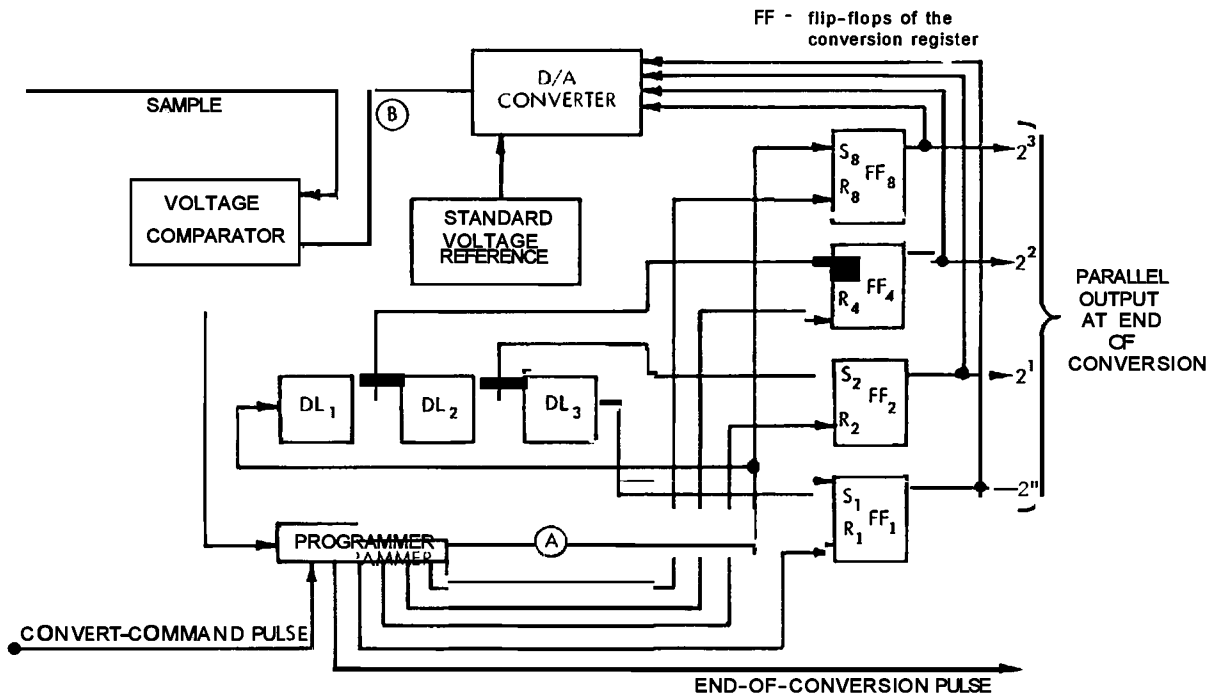 FF - flip-flops of the
conversion register
D/A
CONVERTER
SAMPLE
B
VOLTAGE
COMPARATOR
STANDARD
VOLTAGE
REFERENCE
S8
FF8
R8
2³
FF4
R4
2²
PARALLEL
OUTPUT
AT END
OF
CONVERSION
DL1
DL2
DL3
S2
FF2
R2
2¹
S1
FF1
R1
2"
PROGRAMMER
AMMER
A
CONVERT-COMMAND PULSE
END-OF-CONVERSION PULSE